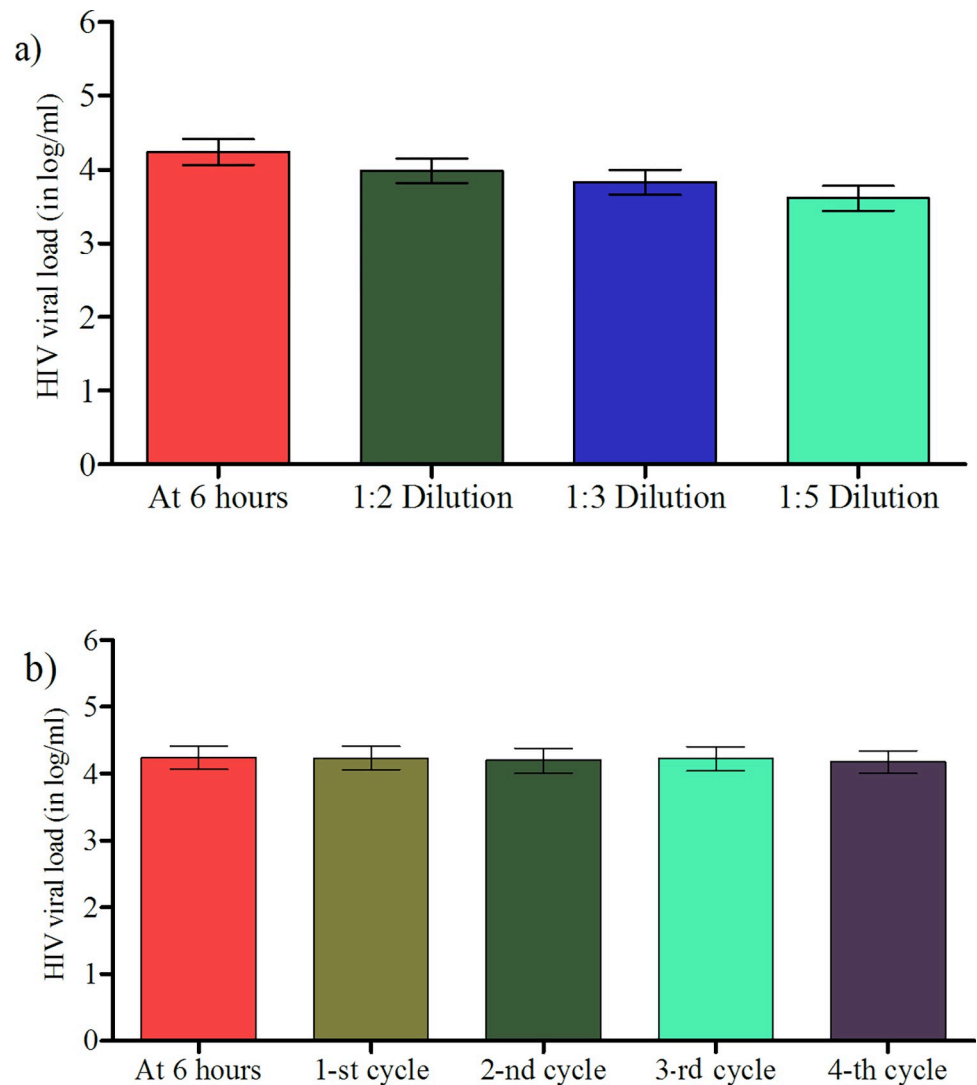 a)
HIV viral load (in log/ml)
6
5
4
3
2
1
0
At 6 hours 1:2 Dilution 1:3 Dilution 1:5 Dilution
b)
HIV viral load (in log/ml)
6
5
4
3
2
1
0
At 6 hours 1-st cycle 2-nd cycle 3-rd cycle 4-th cycle